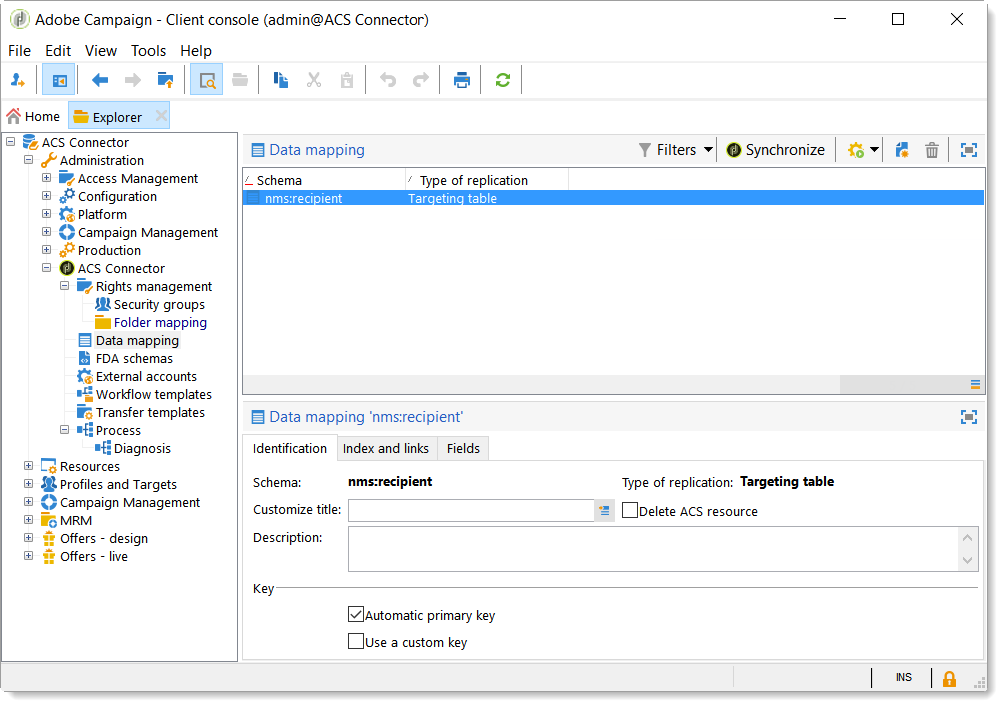 Adobe Campaign - Client console (admin@ACS Connector)
File Edit View Tools Help
Home Explorer
ACS Connector
Administration
Access Management
Configuration
Platform
Campaign Management
Production
ACS Connector
Rights management
Security groups
Folder mapping
Data mapping
FDA schemas
External accounts
Workflow templates
Transfer templates
Process
Diagnosis
Resources
Profiles and Targets
Campaign Management
MRM
Offers - design
Offers - live
Data mapping Filters Synchronize
Schema Type of replication
nms:recipient Targeting table
Data mapping 'nms:recipient'
Identification Index and links Fields
Schema: nms:recipient Type of replication: Targeting table
Customize title: Delete ACS resource
Description:
Key
Automatic primary key
Use a custom key
INS